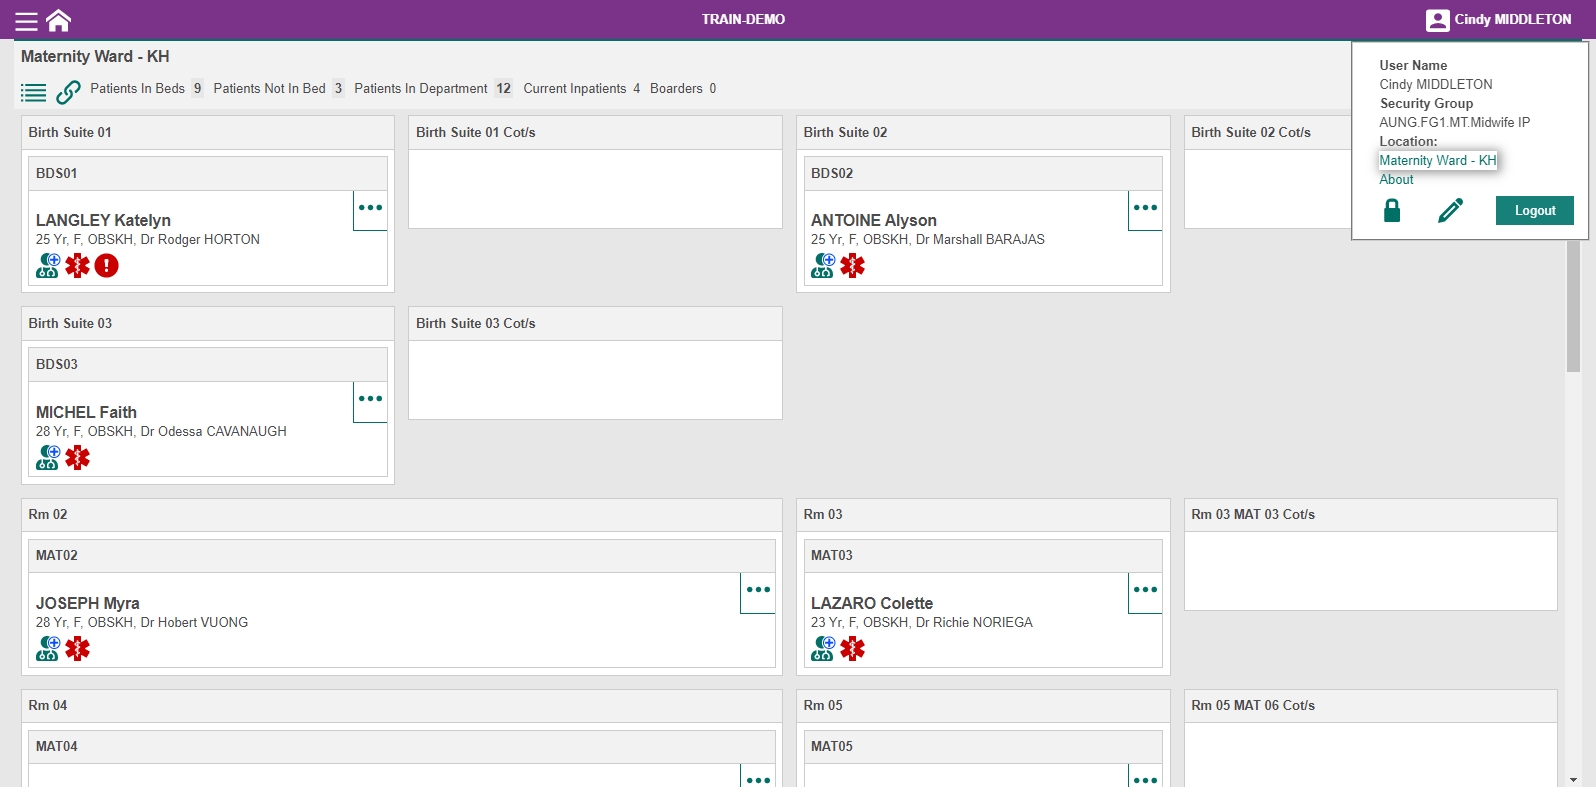 TRAIN-DEMO
Cindy MIDDLETON
Maternity Ward - KH
Patients In Beds 9 Patients Not In Bed 3 Patients In Department 12 Current Inpatients 4 Boarders 0
User Name
Cindy MIDDLETON
Security Group
AUNG.FG1.MT.Midwife IP
Location:
Maternity Ward - KH
About
Logout
Birth Suite 01
BDS01
LANGLEY Katelyn
25 Yr, F, OBSKH, Dr Rodger HORTON
Birth Suite 01 Cot/s
Birth Suite 02
BDS02
ANTOINE Alyson
25 Yr, F, OBSKH, Dr Marshall BARAJAS
Birth Suite 02 Cot/s
Birth Suite 03
BDS03
MICHEL Faith
28 Yr, F, OBSKH, Dr Odessa CAVANAUGH
Birth Suite 03 Cot/s
Rm 02
MAT02
JOSEPH Myra
28 Yr, F, OBSKH, Dr Hobert VUONG
Rm 03
MAT03
LAZARO Colette
23 Yr, F, OBSKH, Dr Richie NORIEGA
Rm 03 MAT 03 Cot/s
Rm 04
MAT04
Rm 05
MAT05
Rm 05 MAT 06 Cot/s